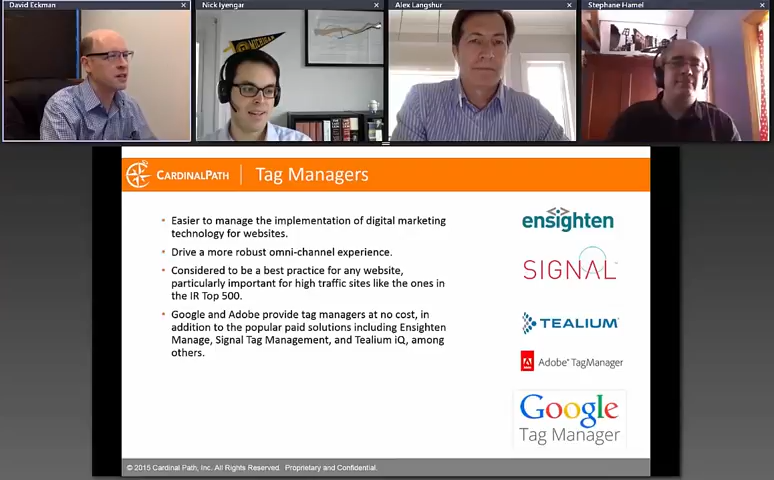 David Eckman
Nick Iyengar
Alex Langshur
Stephane Hamel
MICHIGAN
CARDINALPATH
Tag Managers
• Easier to manage the implementation of digital marketing
technology for websites.
• Drive a more robust omni-channel experience.
• Considered to be a best practice for any website,
particularly important for high traffic sites like the ones in
the IR Top 500.
• Google and Adobe provide tag managers at no cost, in
addition to the popular paid solutions including Ensighten
Manage, Signal Tag Management, and Tealium iQ, among
others.
ensighten
SIGNAL™
TEALIUM
Adobe® TagManager
Google
Tag Manager
© 2015 Cardinal Path, Inc. All Rights Reserved. Proprietary and Confidential.